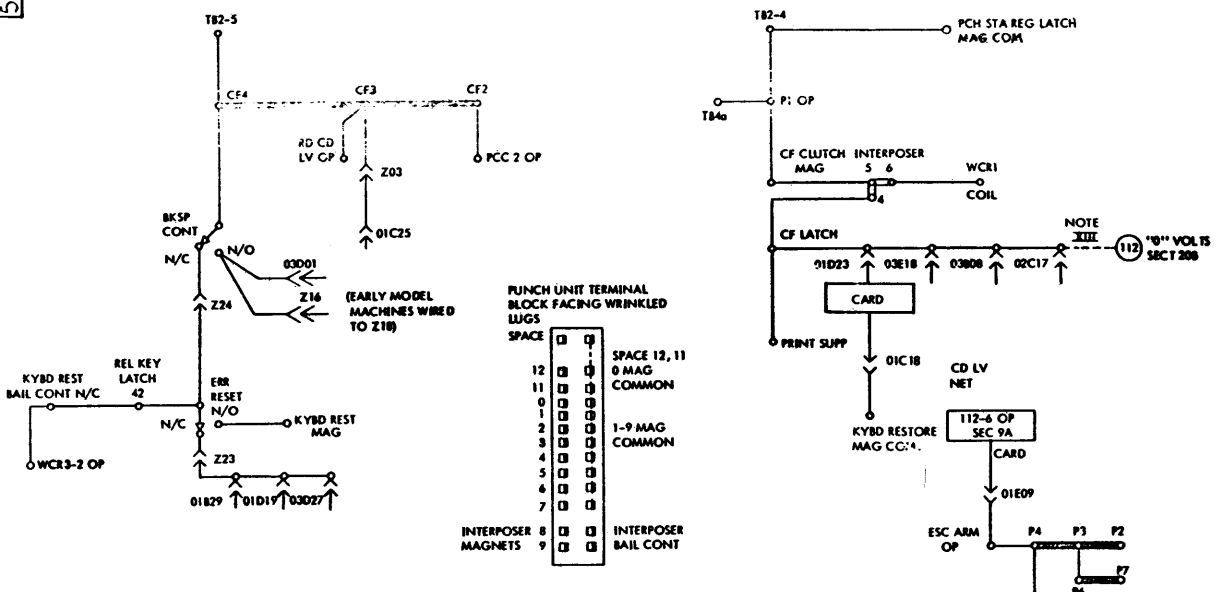 5
TB2-5
CF4
CF3
CF2
RD CD
LV OP
Z03
PCC 2 OP
01C25
BKSP
CONT
N/C
N/O
03D01
Z16
(EARLY MODEL
MACHINES WIRED
TO Z18)
Z24
KYBD REST
BAIL CONT N/C
REL KEY
LATCH
42
ERR
RESET
N/O
N/C
KYBD REST
MAG
WCR3-2 OP
Z23
01B29
01D19
03D27
PUNCH UNIT TERMINAL
BLOCK FACING WRINKLED
LUGS
SPACE
12
11
0
1
2
3
4
5
6
7
INTERPOSER 8
MAGNETS 9
SPACE 12, 11
0 MAG
COMMON
1-9 MAG
COMMON
INTERPOSER
BAIL CONT
TB2-4
PCH STA REG LATCH
MAG COM
TB4a
P1 OP
CF CLUTCH INTERPOSER
MAG 5 6
4
WCR1
COIL
CF LATCH
NOTE
XIII
112
"0" VOLTS
SECT 20B
01D23
03E18
03B08
02C17
CARD
PRINT SUPP
01C18
KYBD RESTORE
MAG COM.
CD LV
NET
112-6 OP
SEC 9A
CARD
01E09
ESC ARM
OP
P4
P3
P2
P7
P6